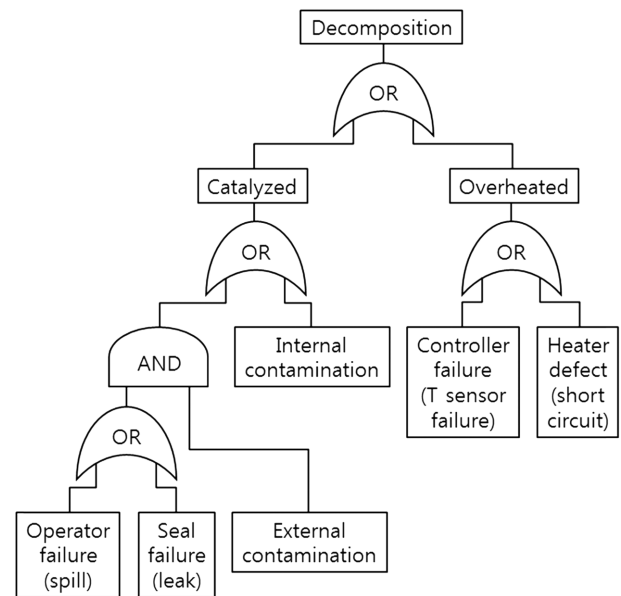 Decomposition
OR
Catalyzed
Overheated
OR
OR
AND
Internal
contamination
Controller
failure
(T sensor
failure)
Heater
defect
(short
circuit)
OR
Operator
failure
(spill)
Seal
failure
(leak)
External
contamination